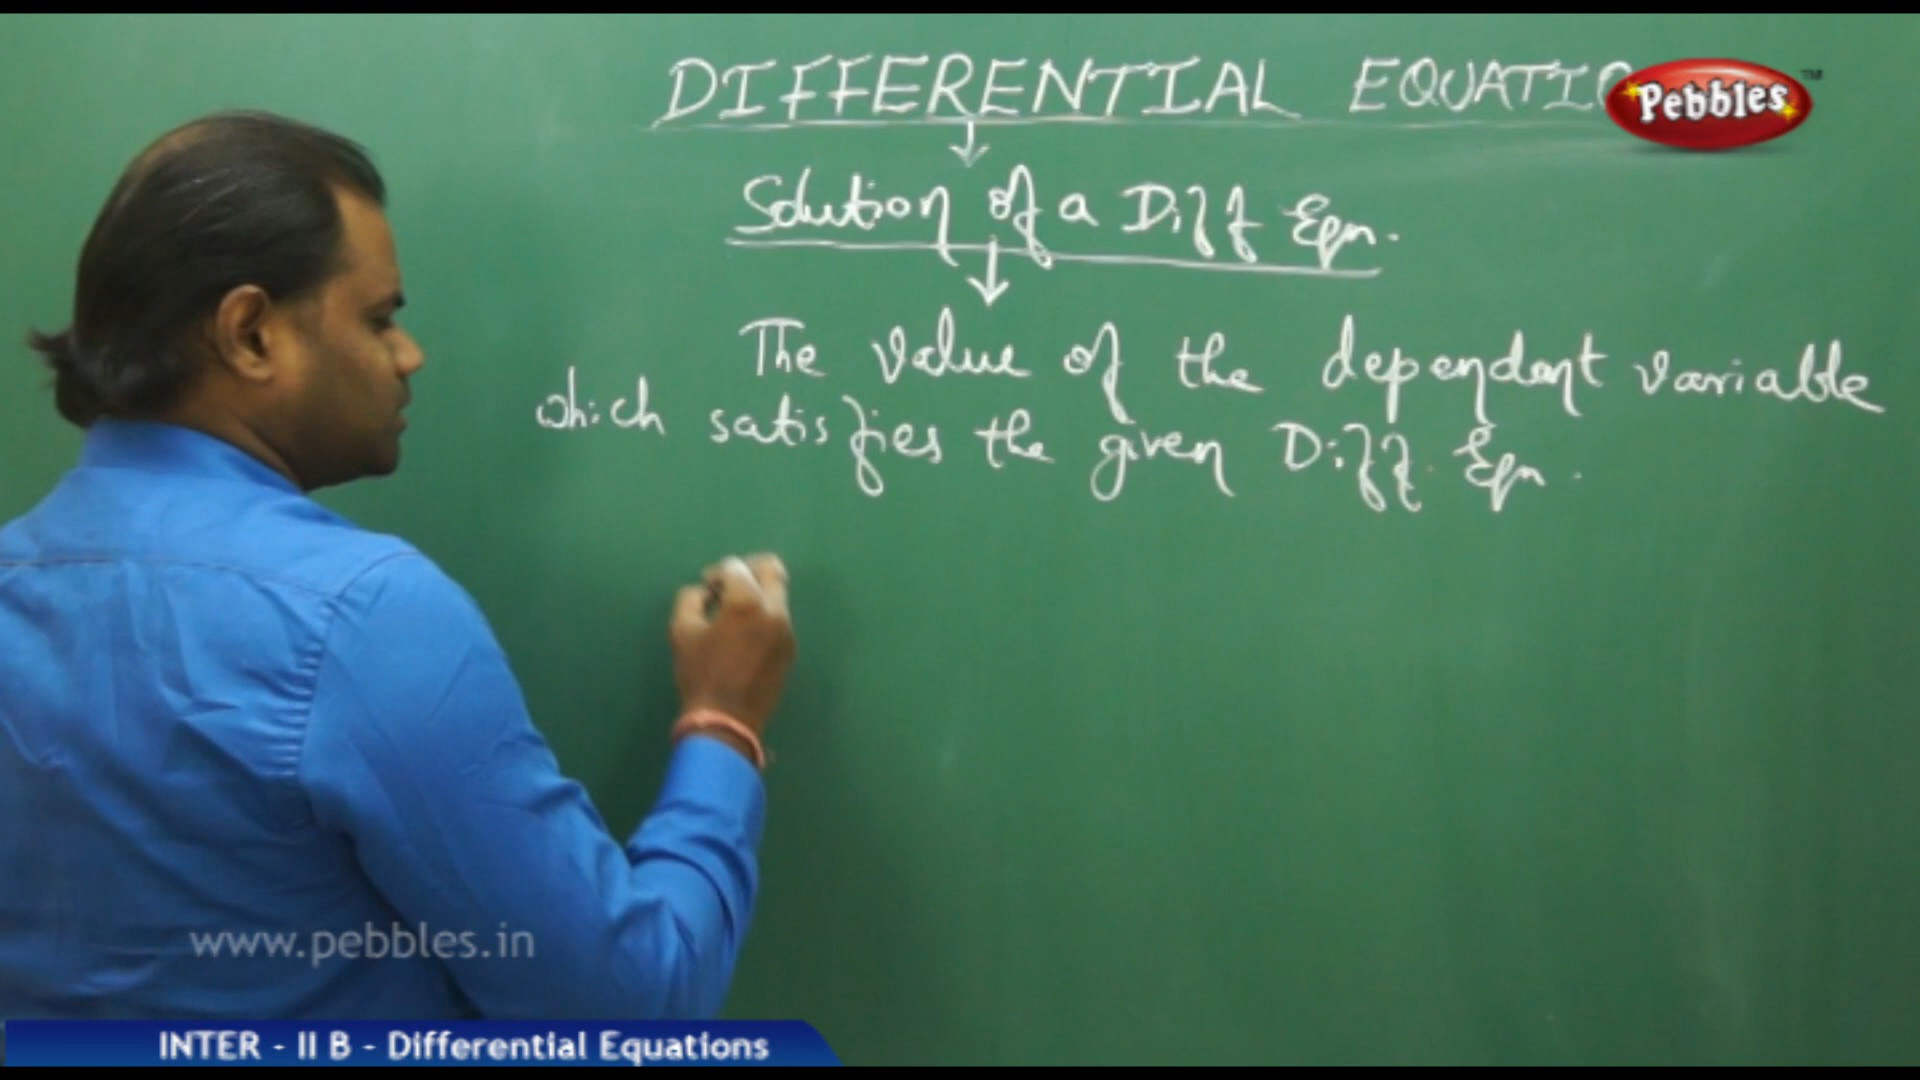 DIFFERENTIAL EQUATIO
Pebbles™
Solution of a Diff Eqn.
The value of the dependent variable
which satisfies the given Diff. Eqn.
www.pebbles.in
INTER - II B - Differential Equations